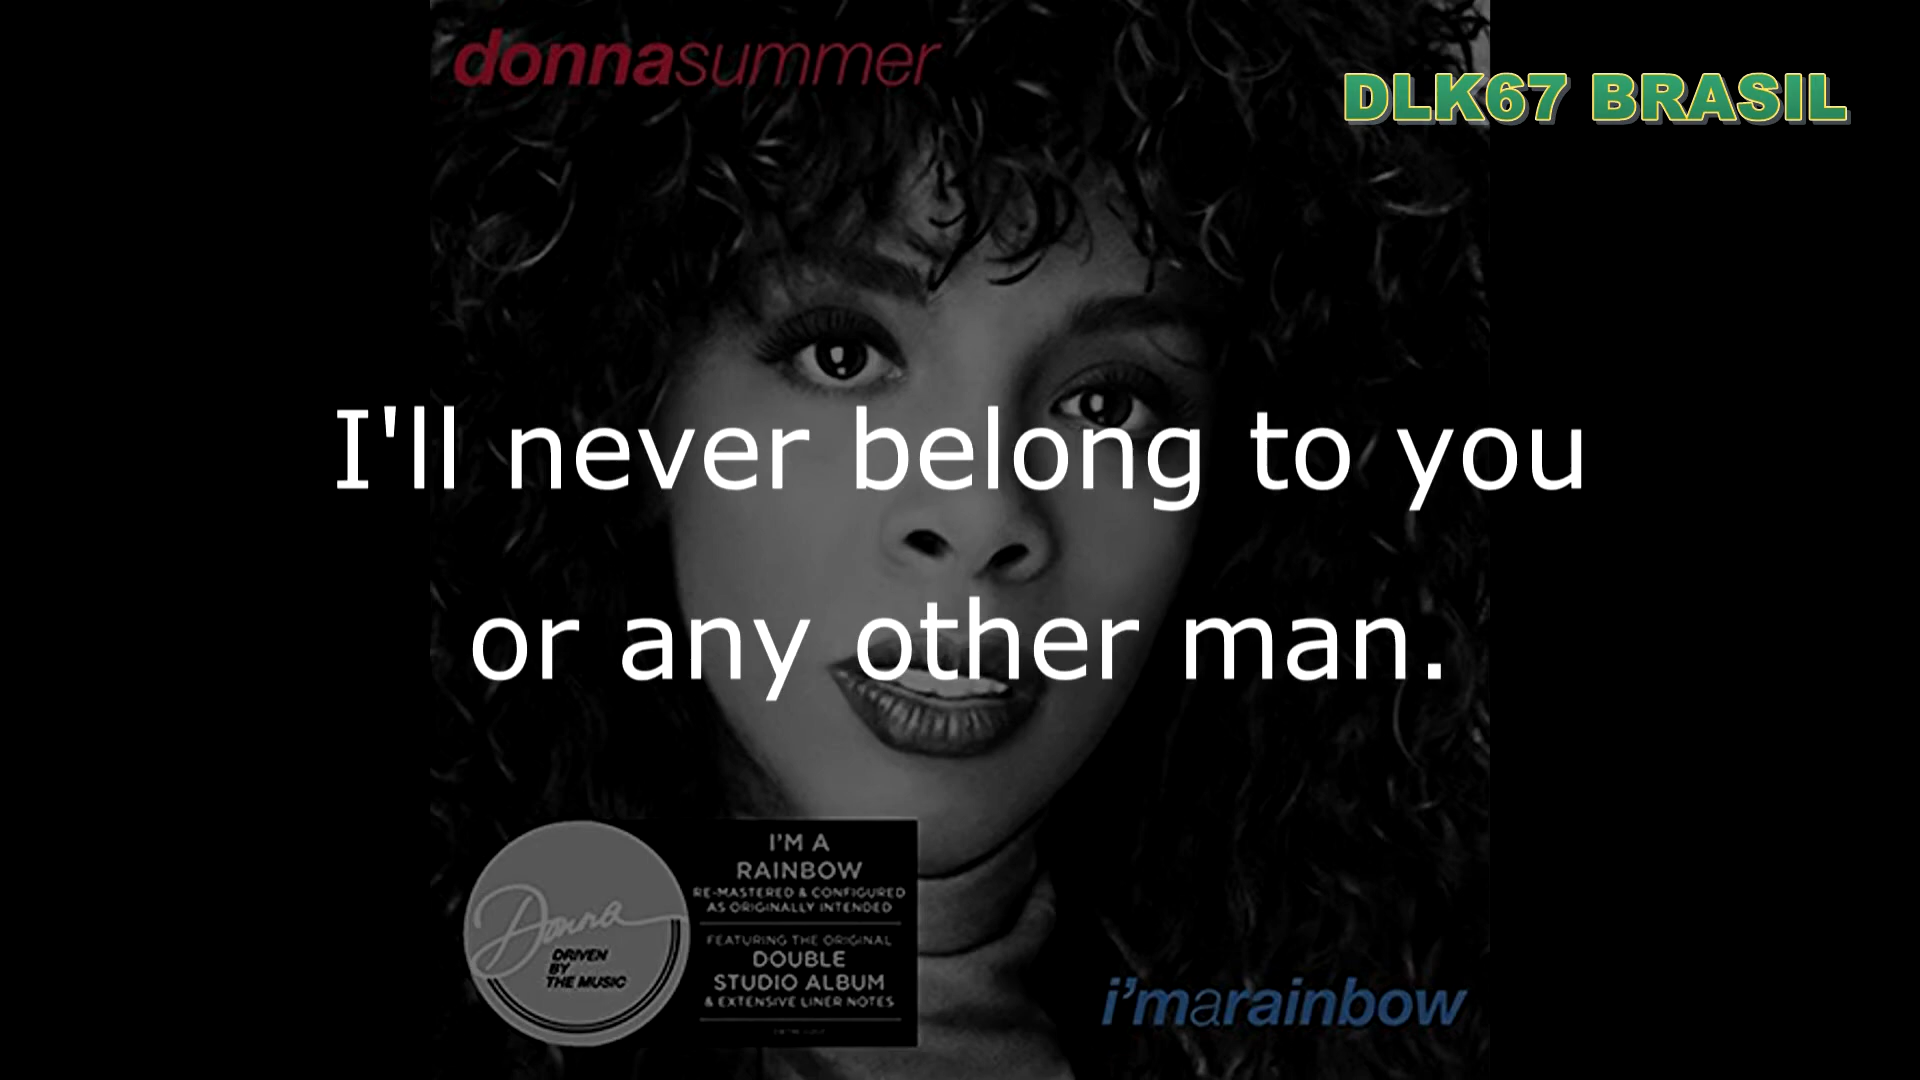 donnasummer
DLK67 BRASIL
I'll never belong to you
or any other man.
I'M A
RAINBOW
RE-MASTERED & CONFIGURED
AS ORIGINALLY INTENDED
FEATURING THE ORIGINAL
DOUBLE
STUDIO ALBUM
& EXTENSIVE LINER NOTES
Donna
DRIVEN
BY
THE MUSIC
i'marainbow